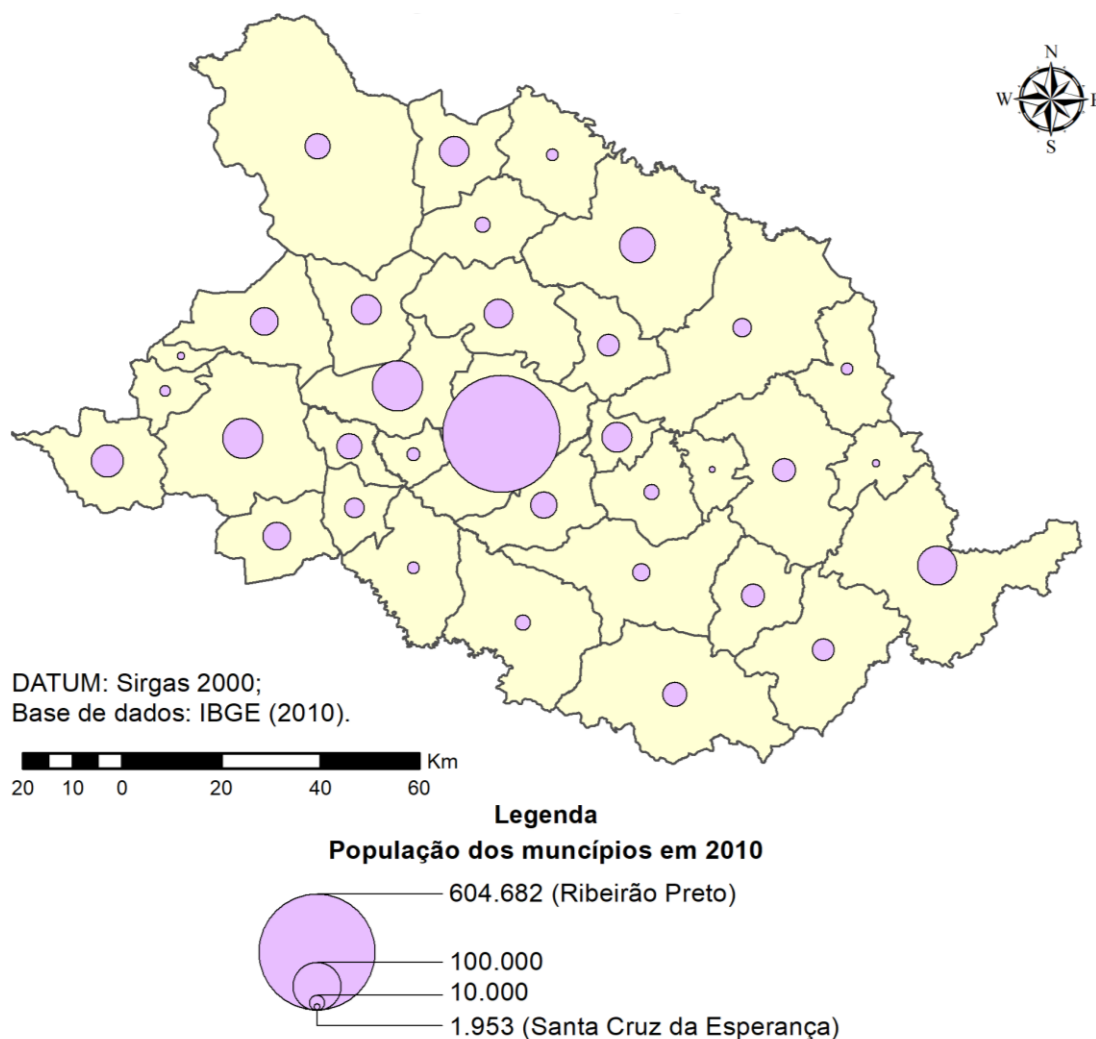 N
W E
S
DATUM: Sirgas 2000;
Base de dados: IBGE (2010).
Km
20 10 0 20 40 60
Legenda
População dos muncípios em 2010
604.682 (Ribeirão Preto)
100.000
10.000
1.953 (Santa Cruz da Esperança)